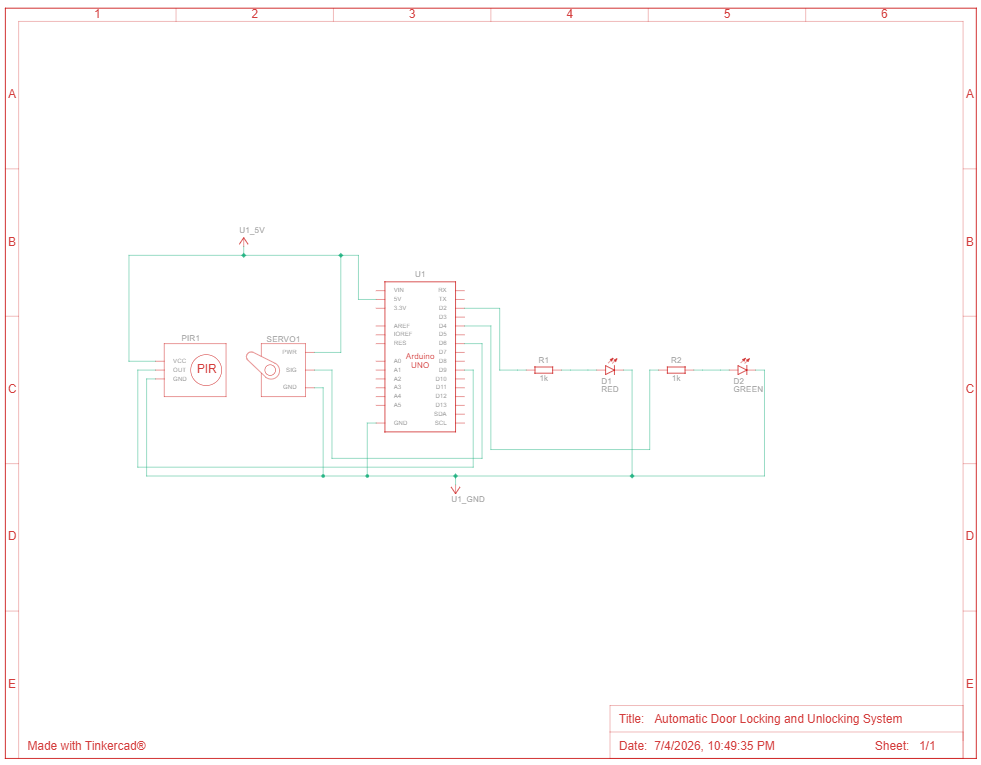 1 2 3 4 5 6
A A
B B
C C
D D
E E
U1_5V
U1
VIN RX
5V TX
3.3V D2
D3
AREF D4
IOREF D5
RES D6
D7
A0 D8
A1 D9
A2 D10
A3 D11
A4 D12
A5 D13
SDA
GND SCL
Arduino
UNO
PIR1
VCC
OUT
GND
PIR
SERVO1
PWR
SIG
GND
R1
1k
D1
RED
R2
1k
D2
GREEN
U1_GND
Title: Automatic Door Locking and Unlocking System
Made with Tinkercad®
Date: 7/4/2026, 10:49:35 PM Sheet: 1/1